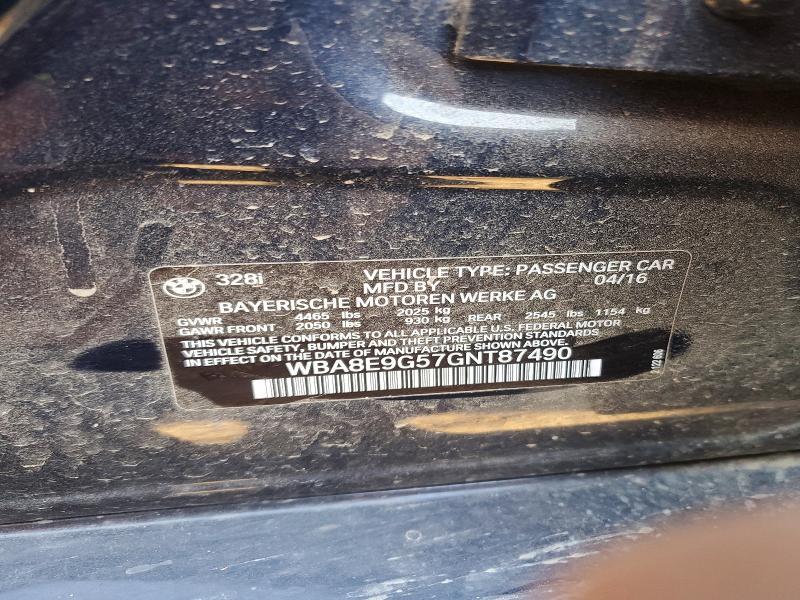 328i
VEHICLE TYPE: PASSENGER CAR
MFD BY 04/16
BAYERISCHE MOTOREN WERKE AG
GVWR 4465 lbs 2025 kg
GAWR FRONT 2050 lbs 930 kg REAR 2545 lbs 1154 kg
THIS VEHICLE CONFORMS TO ALL APPLICABLE U.S. FEDERAL MOTOR
VEHICLE SAFETY, BUMPER AND THEFT PREVENTION STANDARDS
IN EFFECT ON THE DATE OF MANUFACTURE SHOWN ABOVE.
WBA8E9G57GNT87490